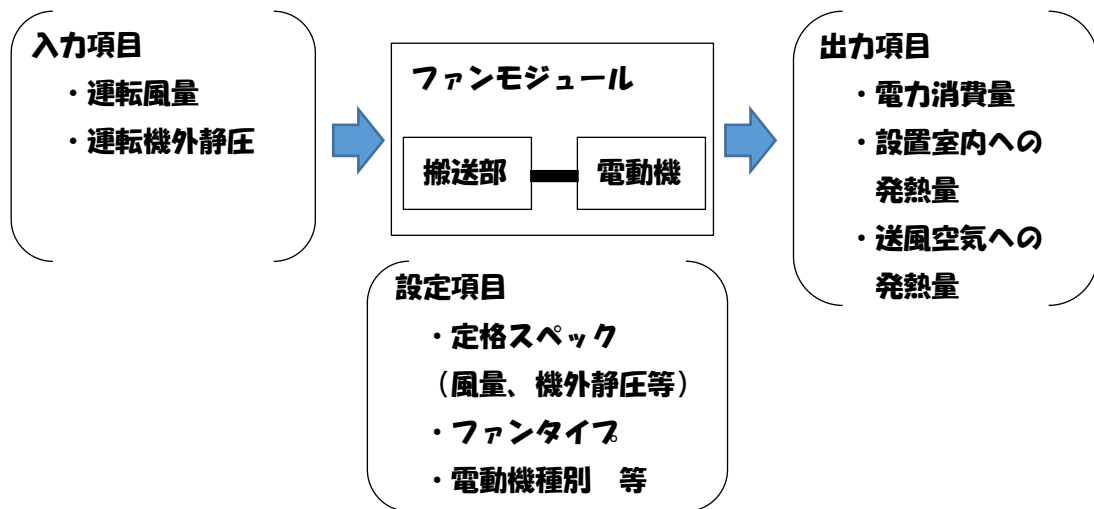 入力項目
・運転風量
・運転機外静圧
ファンモジュール
搬送部
電動機
出力項目
・電力消費量
・設置室内への
発熱量
・送風空気への
発熱量
設定項目
・定格スペック
（風量、機外静圧等）
・ファンタイプ
・電動機種別　等